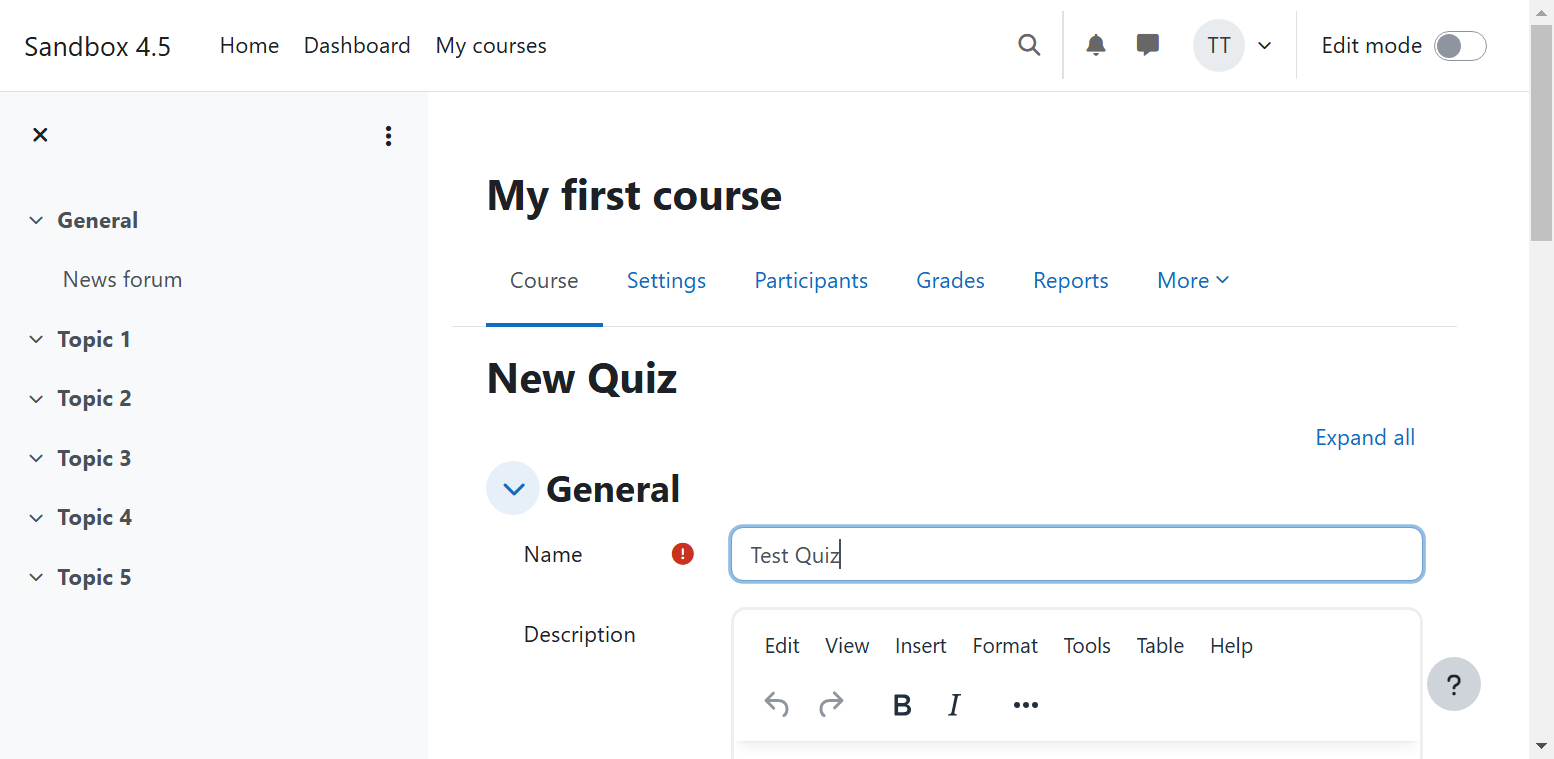 Sandbox 4.5 Home Dashboard My courses TT Edit mode
General
News forum
Topic 1
Topic 2
Topic 3
Topic 4
Topic 5
My first course
Course Settings Participants Grades Reports More
New Quiz
Expand all
General
Name ! Test Quiz
Description
Edit View Insert Format Tools Table Help
B I
?